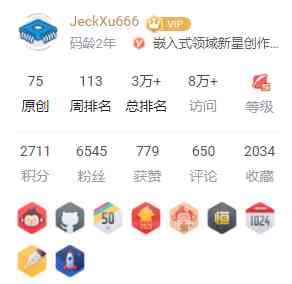 JeckXu666 VIP
码龄2年 嵌入式领域新星创作...
75 113 3万+ 8万+
原创 周排名 总排名 访问 等级
2711 6545 779 650 2034
积分 粉丝 获赞 评论 收藏
50 2021 恒 1024